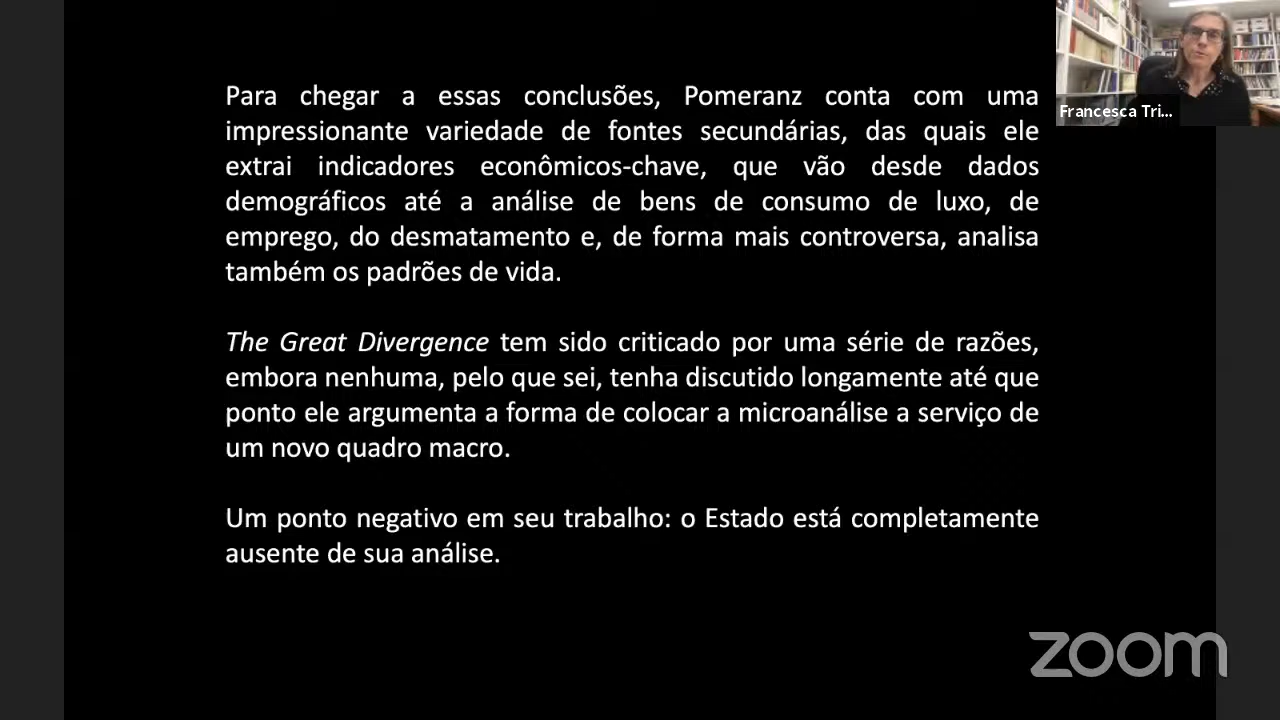 Para chegar a essas conclusões, Pomeranz conta com uma
impressionante variedade de fontes secundárias, das quais ele
extrai indicadores econômicos-chave, que vão desde dados
demográficos até a análise de bens de consumo de luxo, de
emprego, do desmatamento e, de forma mais controversa, analisa
também os padrões de vida.
The Great Divergence tem sido criticado por uma série de razões,
embora nenhuma, pelo que sei, tenha discutido longamente até que
ponto ele argumenta a forma de colocar a microanálise a serviço de
um novo quadro macro.
Um ponto negativo em seu trabalho: o Estado está completamente
ausente de sua análise.
Francesca Tri...
zoom